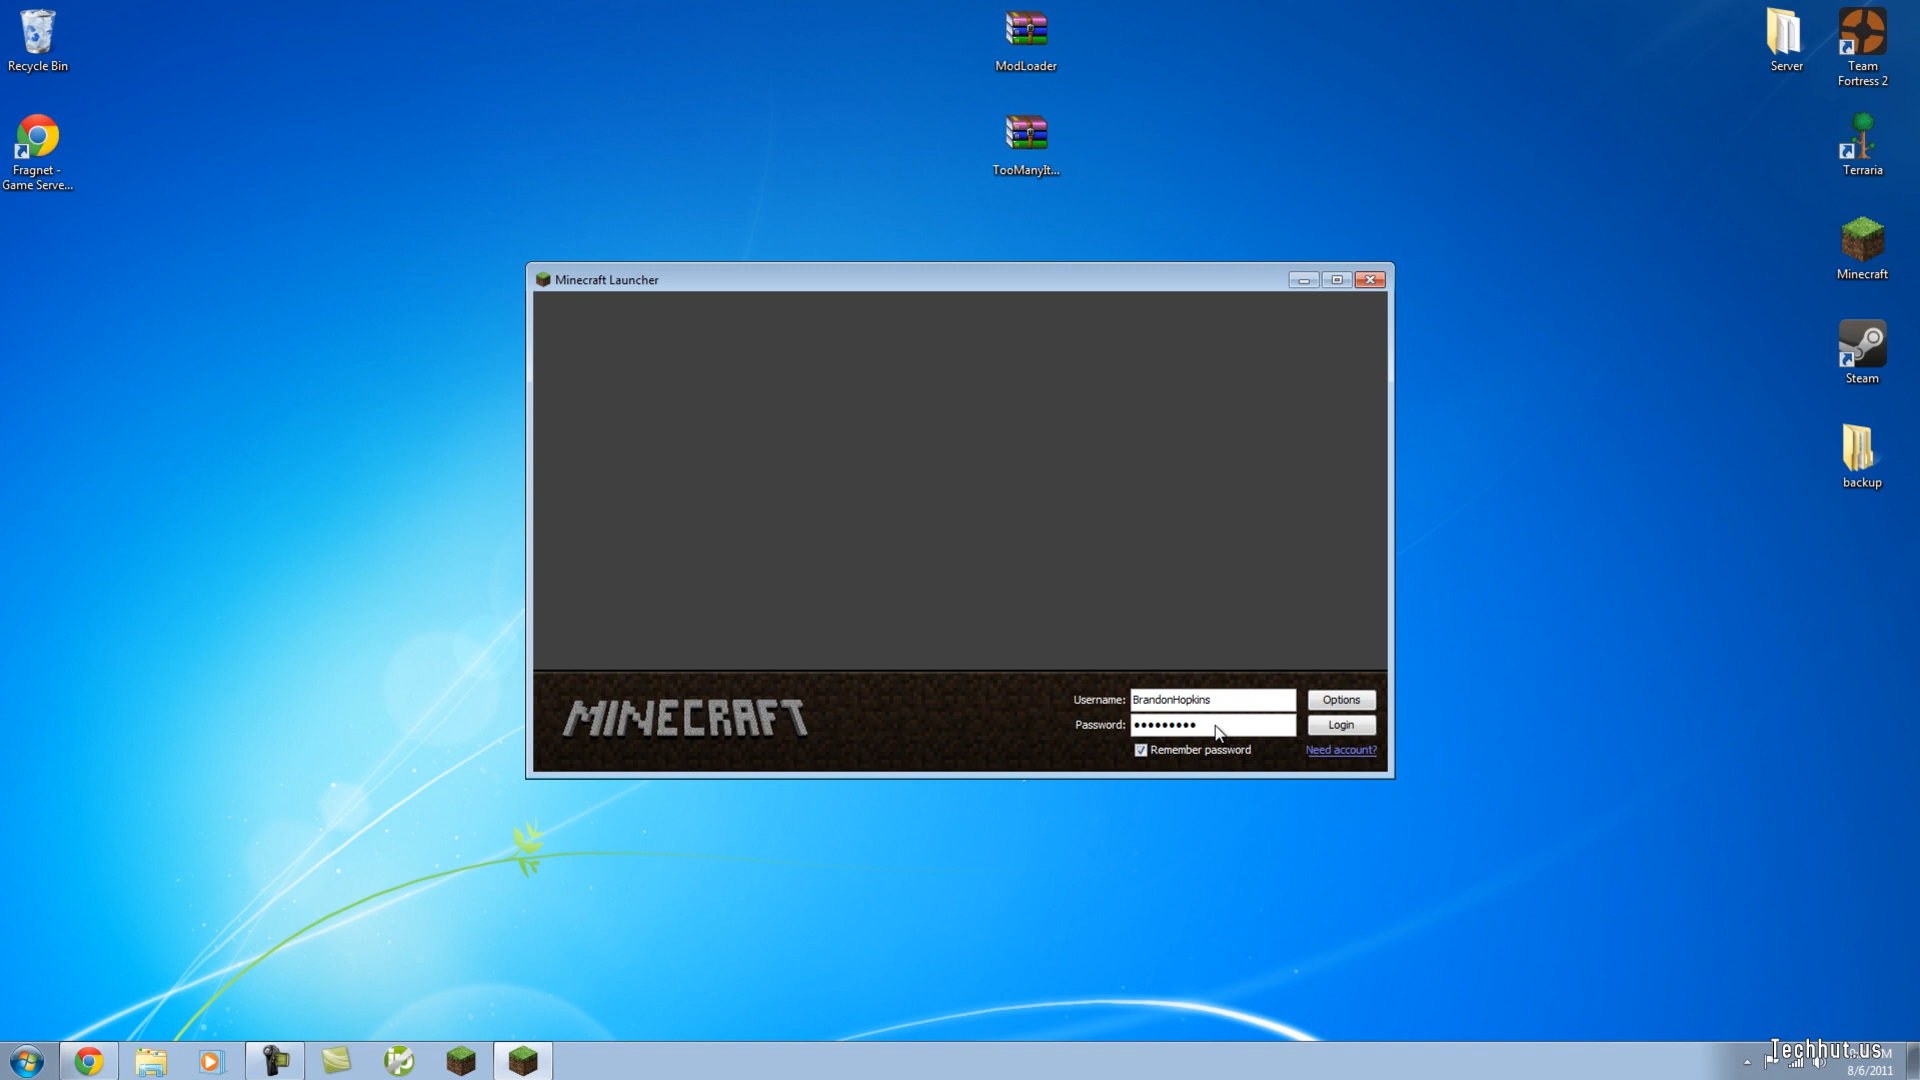 Recycle Bin
Fragnet -
Game Serve...
ModLoader
TooManyIt...
Server
Team
Fortress 2
Terraria
Minecraft
Steam
backup
Minecraft Launcher
MINECRAFT
Username: BrandonHopkins
Options
Password: •••••••••
Login
Remember password
Need account?
Techhut.us
8/6/2011